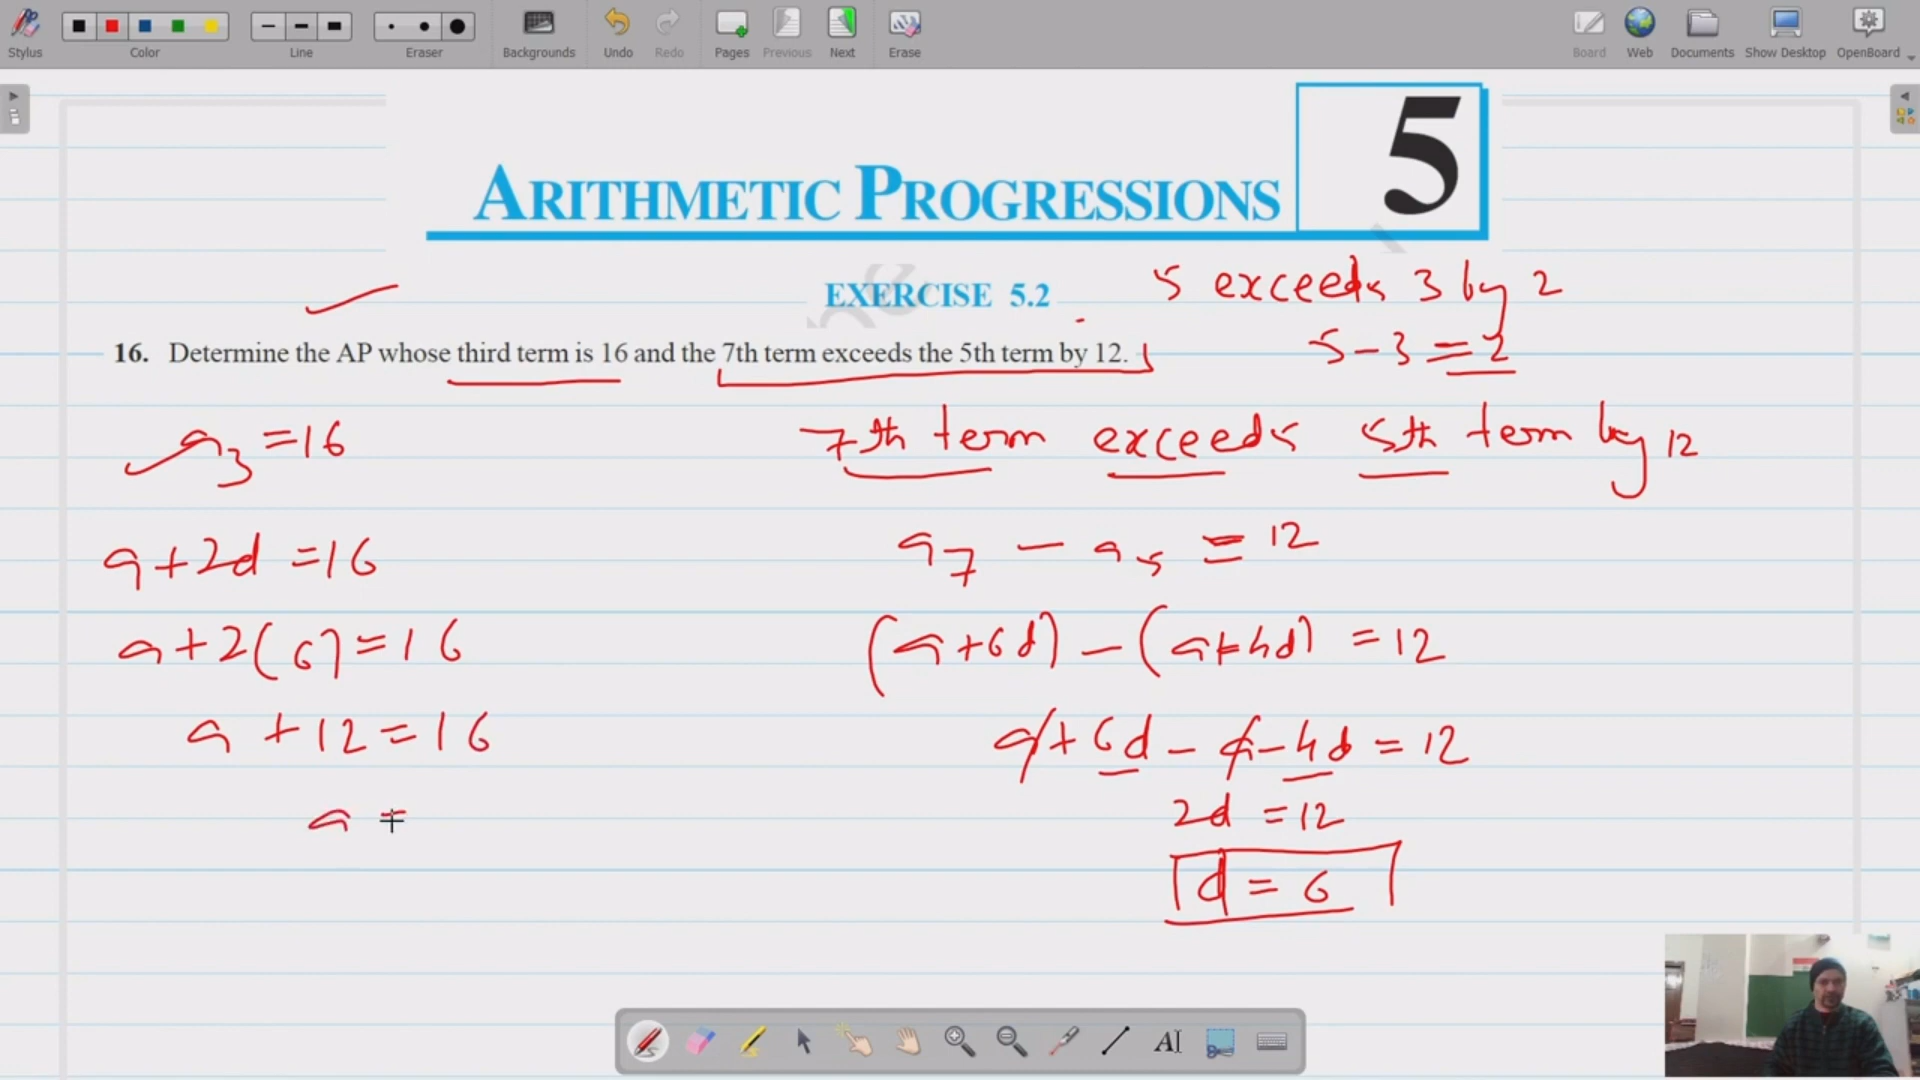 Stylus Color Line Eraser Backgrounds Undo Redo Pages Previous Next Erase Board Web Documents Show Desktop OpenBoard
ARITHMETIC PROGRESSIONS 5
EXERCISE 5.2
5 exceeds 3 by 2
5 - 3 = 2
16. Determine the AP whose third term is 16 and the 7th term exceeds the 5th term by 12.
a3 = 16
7th term exceeds 5th term by 12
a + 2d = 16
a7 - a5 = 12
a + 2(6) = 16
(a + 6d) - (a + 4d) = 12
a + 12 = 16
a + 6d - a - 4d = 12
a =
2d = 12
d = 6